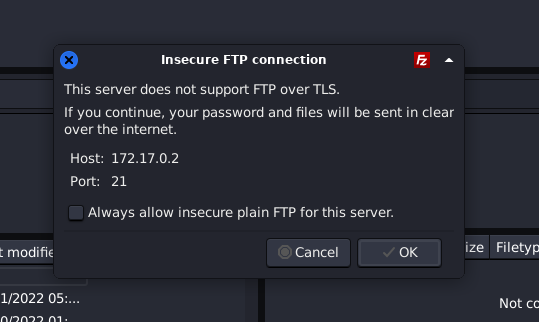 Insecure FTP connection
This server does not support FTP over TLS.
If you continue, your password and files will be sent in clear
over the internet.
Host: 172.17.0.2
Port: 21
Always allow insecure plain FTP for this server.
Cancel
OK
t modifie
ize
Filetyp
1/2022 05:...
0/2022 01:
Not co